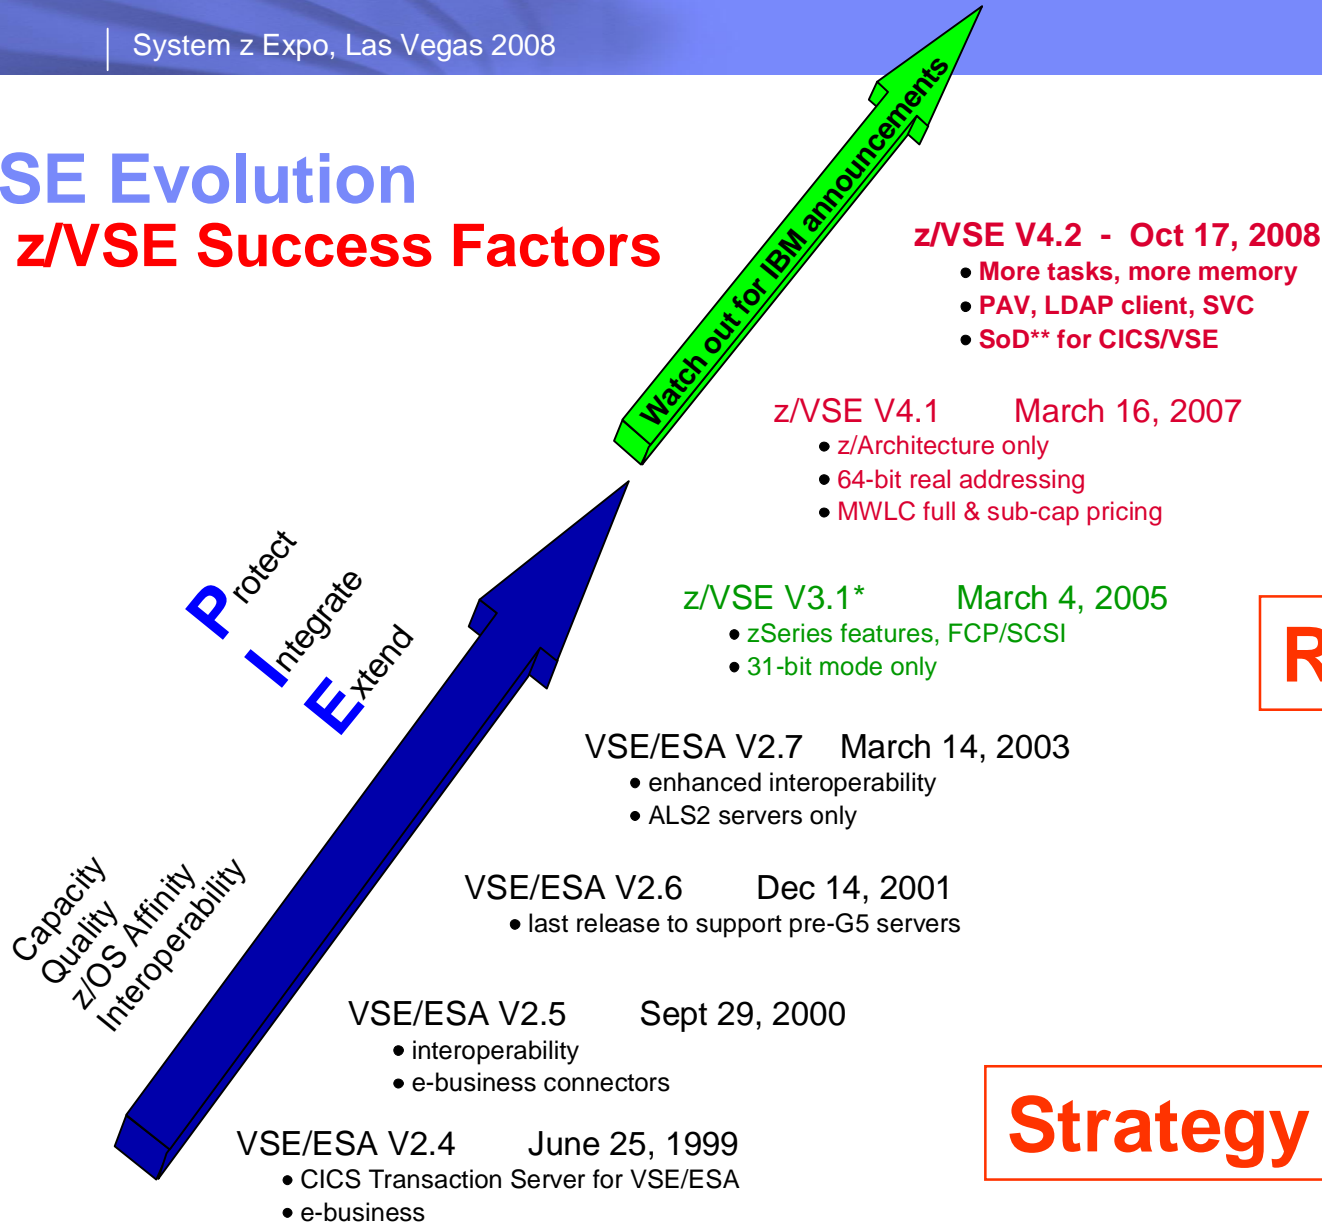 System z Expo, Las Vegas 2008
SE Evolution
z/VSE Success Factors
Watch out for IBM announcements
z/VSE V4.2 - Oct 17, 2008
• More tasks, more memory
• PAV, LDAP client, SVC
• SoD** for CICS/VSE
z/VSE V4.1 March 16, 2007
• z/Architecture only
• 64-bit real addressing
• MWLC full & sub-cap pricing
Protect
Integrate
Extend
z/VSE V3.1* March 4, 2005
• zSeries features, FCP/SCSI
• 31-bit mode only
R
VSE/ESA V2.7 March 14, 2003
• enhanced interoperability
• ALS2 servers only
Capacity
Quality
z/OS Affinity
Interoperability
VSE/ESA V2.6 Dec 14, 2001
• last release to support pre-G5 servers
VSE/ESA V2.5 Sept 29, 2000
• interoperability
• e-business connectors
Strategy
VSE/ESA V2.4 June 25, 1999
• CICS Transaction Server for VSE/ESA
• e-business